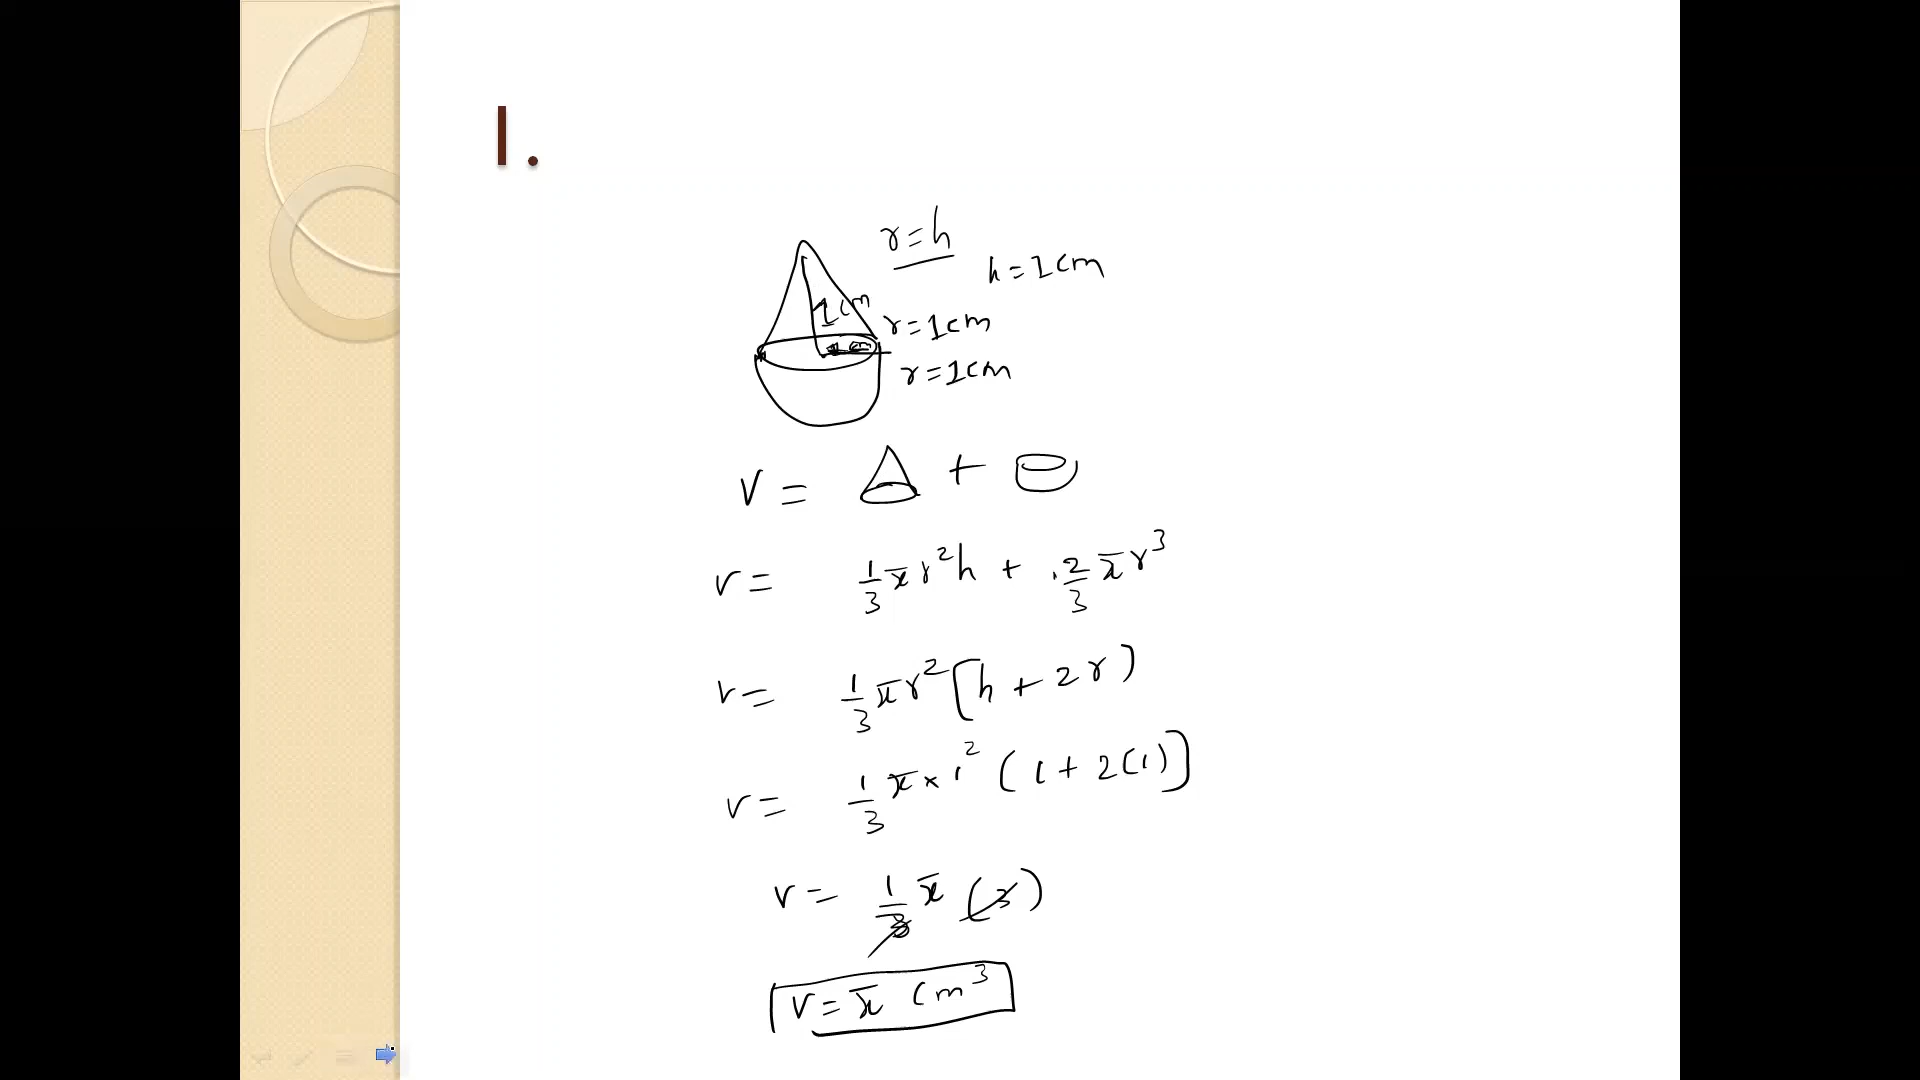 1.
r=h
h=1cm
1cm
r=1cm
1cm
r=1cm
V= +
V= 1/3 πr²h + 2/3 πr³
V= 1/3 πr² [h+2r)
V= 1/3 π×1² (1+2(1)]
V= 1/3 π (3)
V=π cm³